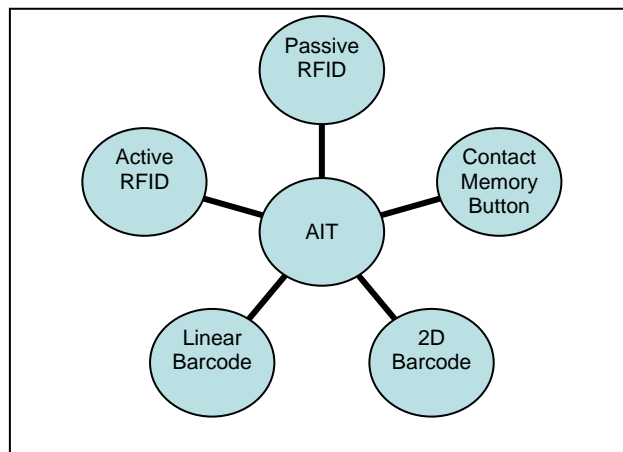 Passive
RFID
Active
RFID
Contact
Memory
Button
AIT
Linear
Barcode
2D
Barcode